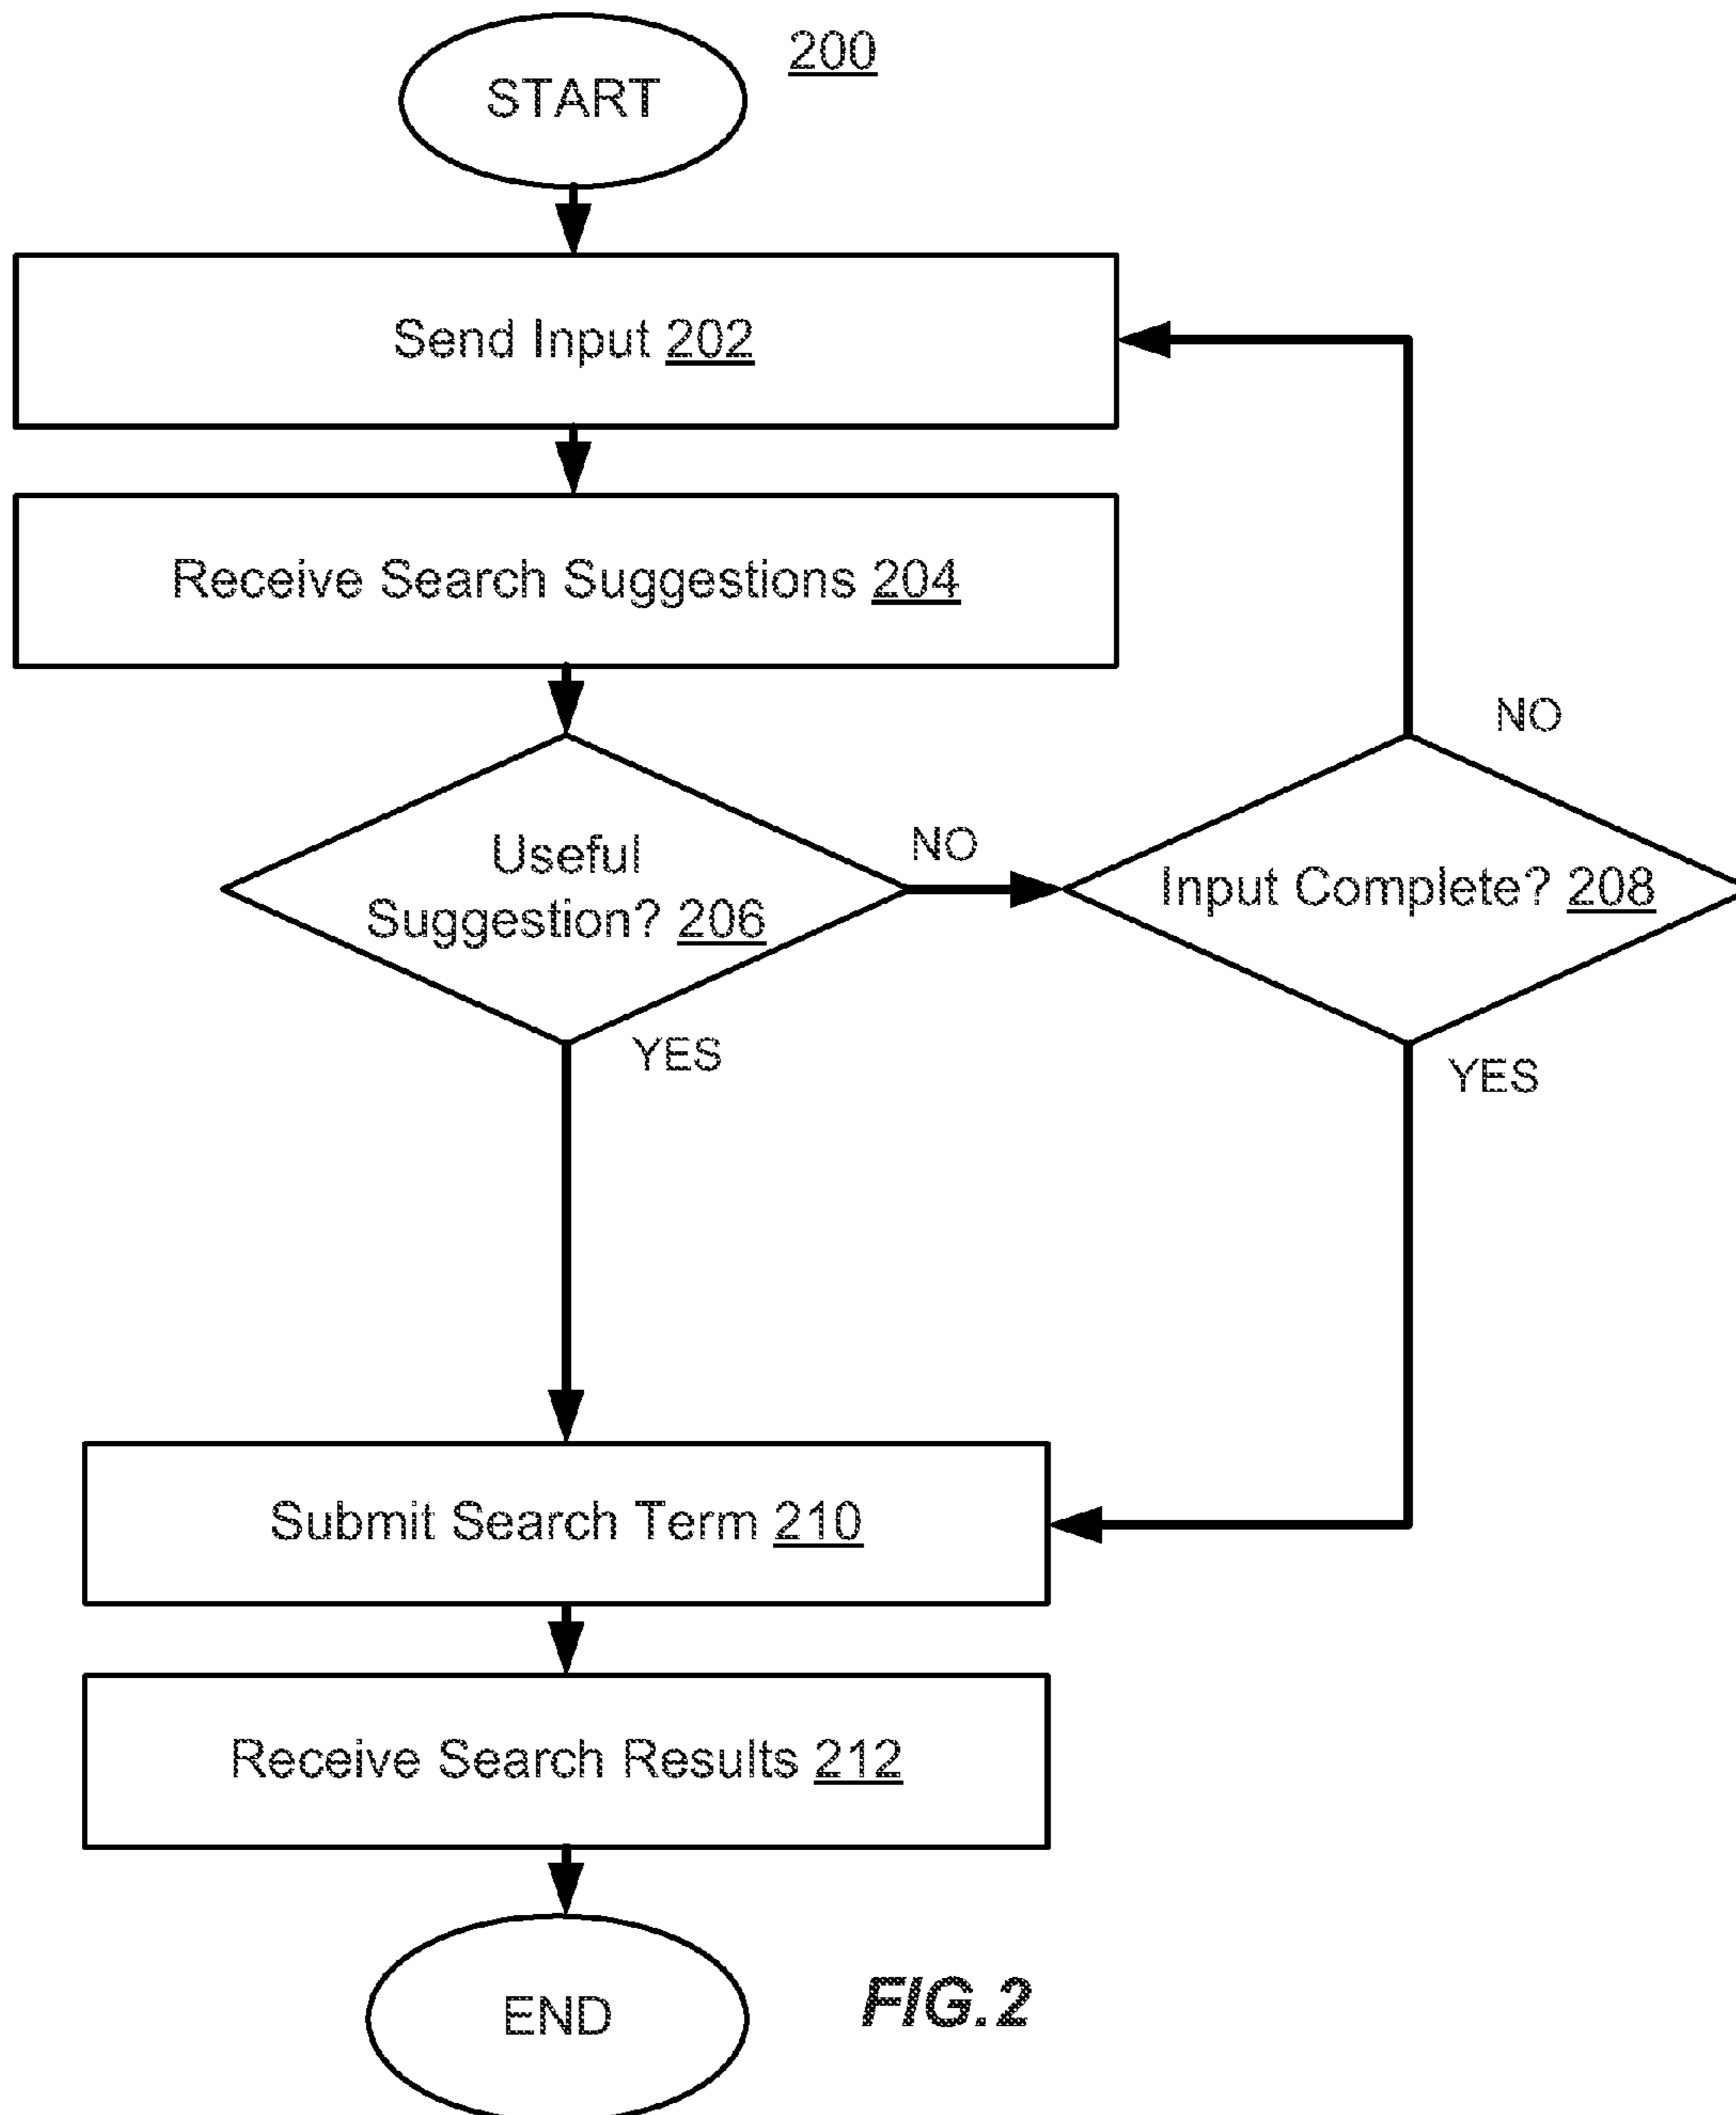 200
START
Send Input 202
Receive Search Suggestions 204
NO
Useful
Suggestion? 206
NO
Input Complete? 208
YES
YES
Submit Search Term 210
Receive Search Results 212
END
FIG.2